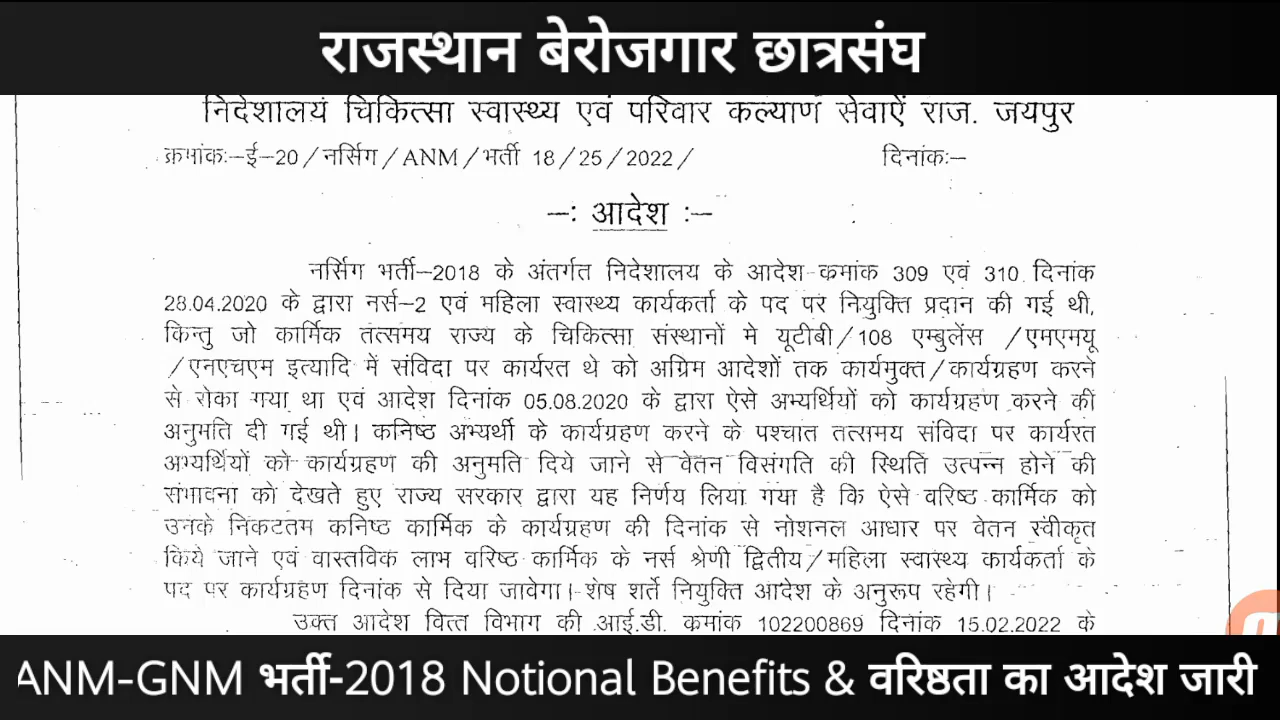 राजस्थान बेरोजगार छात्रसंघ
निदेशालय चिकित्सा स्वास्थ्य एवं परिवार कल्याण सेवाऐं राज. जयपुर
क्रमांकः–ई–20/नर्सिग/ANM/भर्ती 18/25/2022/ दिनांकः–
–: आदेश :–
नर्सिग भर्ती–2018 के अंतर्गत निदेशालय के आदेश कमांक 309 एवं 310 दिनांक
28.04.2020 के द्वारा नर्स–2 एवं महिला स्वास्थ्य कार्यकर्ता के पद पर नियुक्ति प्रदान की गई थी,
किन्तु जो कार्मिक तत्समय राज्य के चिकित्सा संस्थानों मे यूटीबी/108 एम्बुलेंस /एमएमयू
/एनएचएम इत्यादि में संविदा पर कार्यरत थे को अग्रिम आदेशों तक कार्यमुक्त/कार्यग्रहण करने
से रोका गया था एवं आदेश दिनांक 05.08.2020 के द्वारा ऐसे अभ्यर्थियों को कार्यग्रहण करने की
अनुमति दी गई थी। कनिष्ठ अभ्यर्थी के कार्यग्रहण करने के पश्चात तत्समय संविदा पर कार्यरत
अभ्यर्थियों को कार्यग्रहण की अनुमति दिये जाने से वेतन विसंगति की स्थिति उत्पन्न होने की
संभावना को देखते हुए राज्य सरकार द्वारा यह निर्णय लिया गया है कि ऐसे वरिष्ठ कार्मिक को
उनके निकटतम कनिष्ठ कार्मिक के कार्यग्रहण की दिनांक से नोशनल आधार पर वेतन स्वीकृत
किये जाने एवं वास्तविक लाभ वरिष्ठ कार्मिक के नर्स श्रेणी द्वितीय/महिला स्वास्थ्य कार्यकर्ता के
पद पर कार्यग्रहण दिनांक से दिया जावेगा। शेष शर्ते नियुक्ति आदेश के अनुरूप रहेगी।
उक्त आदेश वित्त विभाग की आई.डी. कमांक 102200869 दिनांक 15.02.2022 के
ANM-GNM भर्ती-2018 Notional Benefits & वरिष्ठता का आदेश जारी